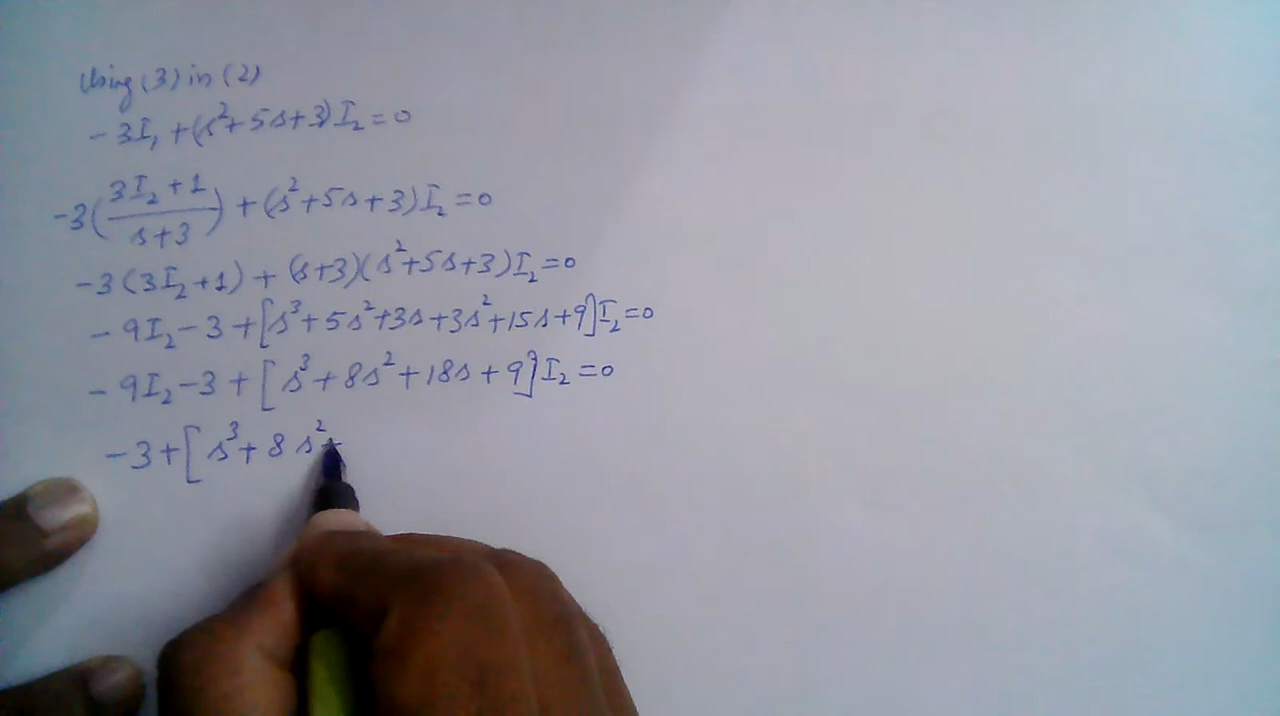 Using (3) in (2)
-3I₁ + (s²+5s+3)I₂ = 0
-3((3I₂+1)/(s+3)) + (s²+5s+3)I₂ = 0
-3(3I₂+1) + (s+3)(s²+5s+3)I₂ = 0
-9I₂-3+[s³+5s²+3s+3s²+15s+9]I₂=0
-9I₂-3+[s³+8s²+18s+9]I₂=0
-3+[s³+8s²+